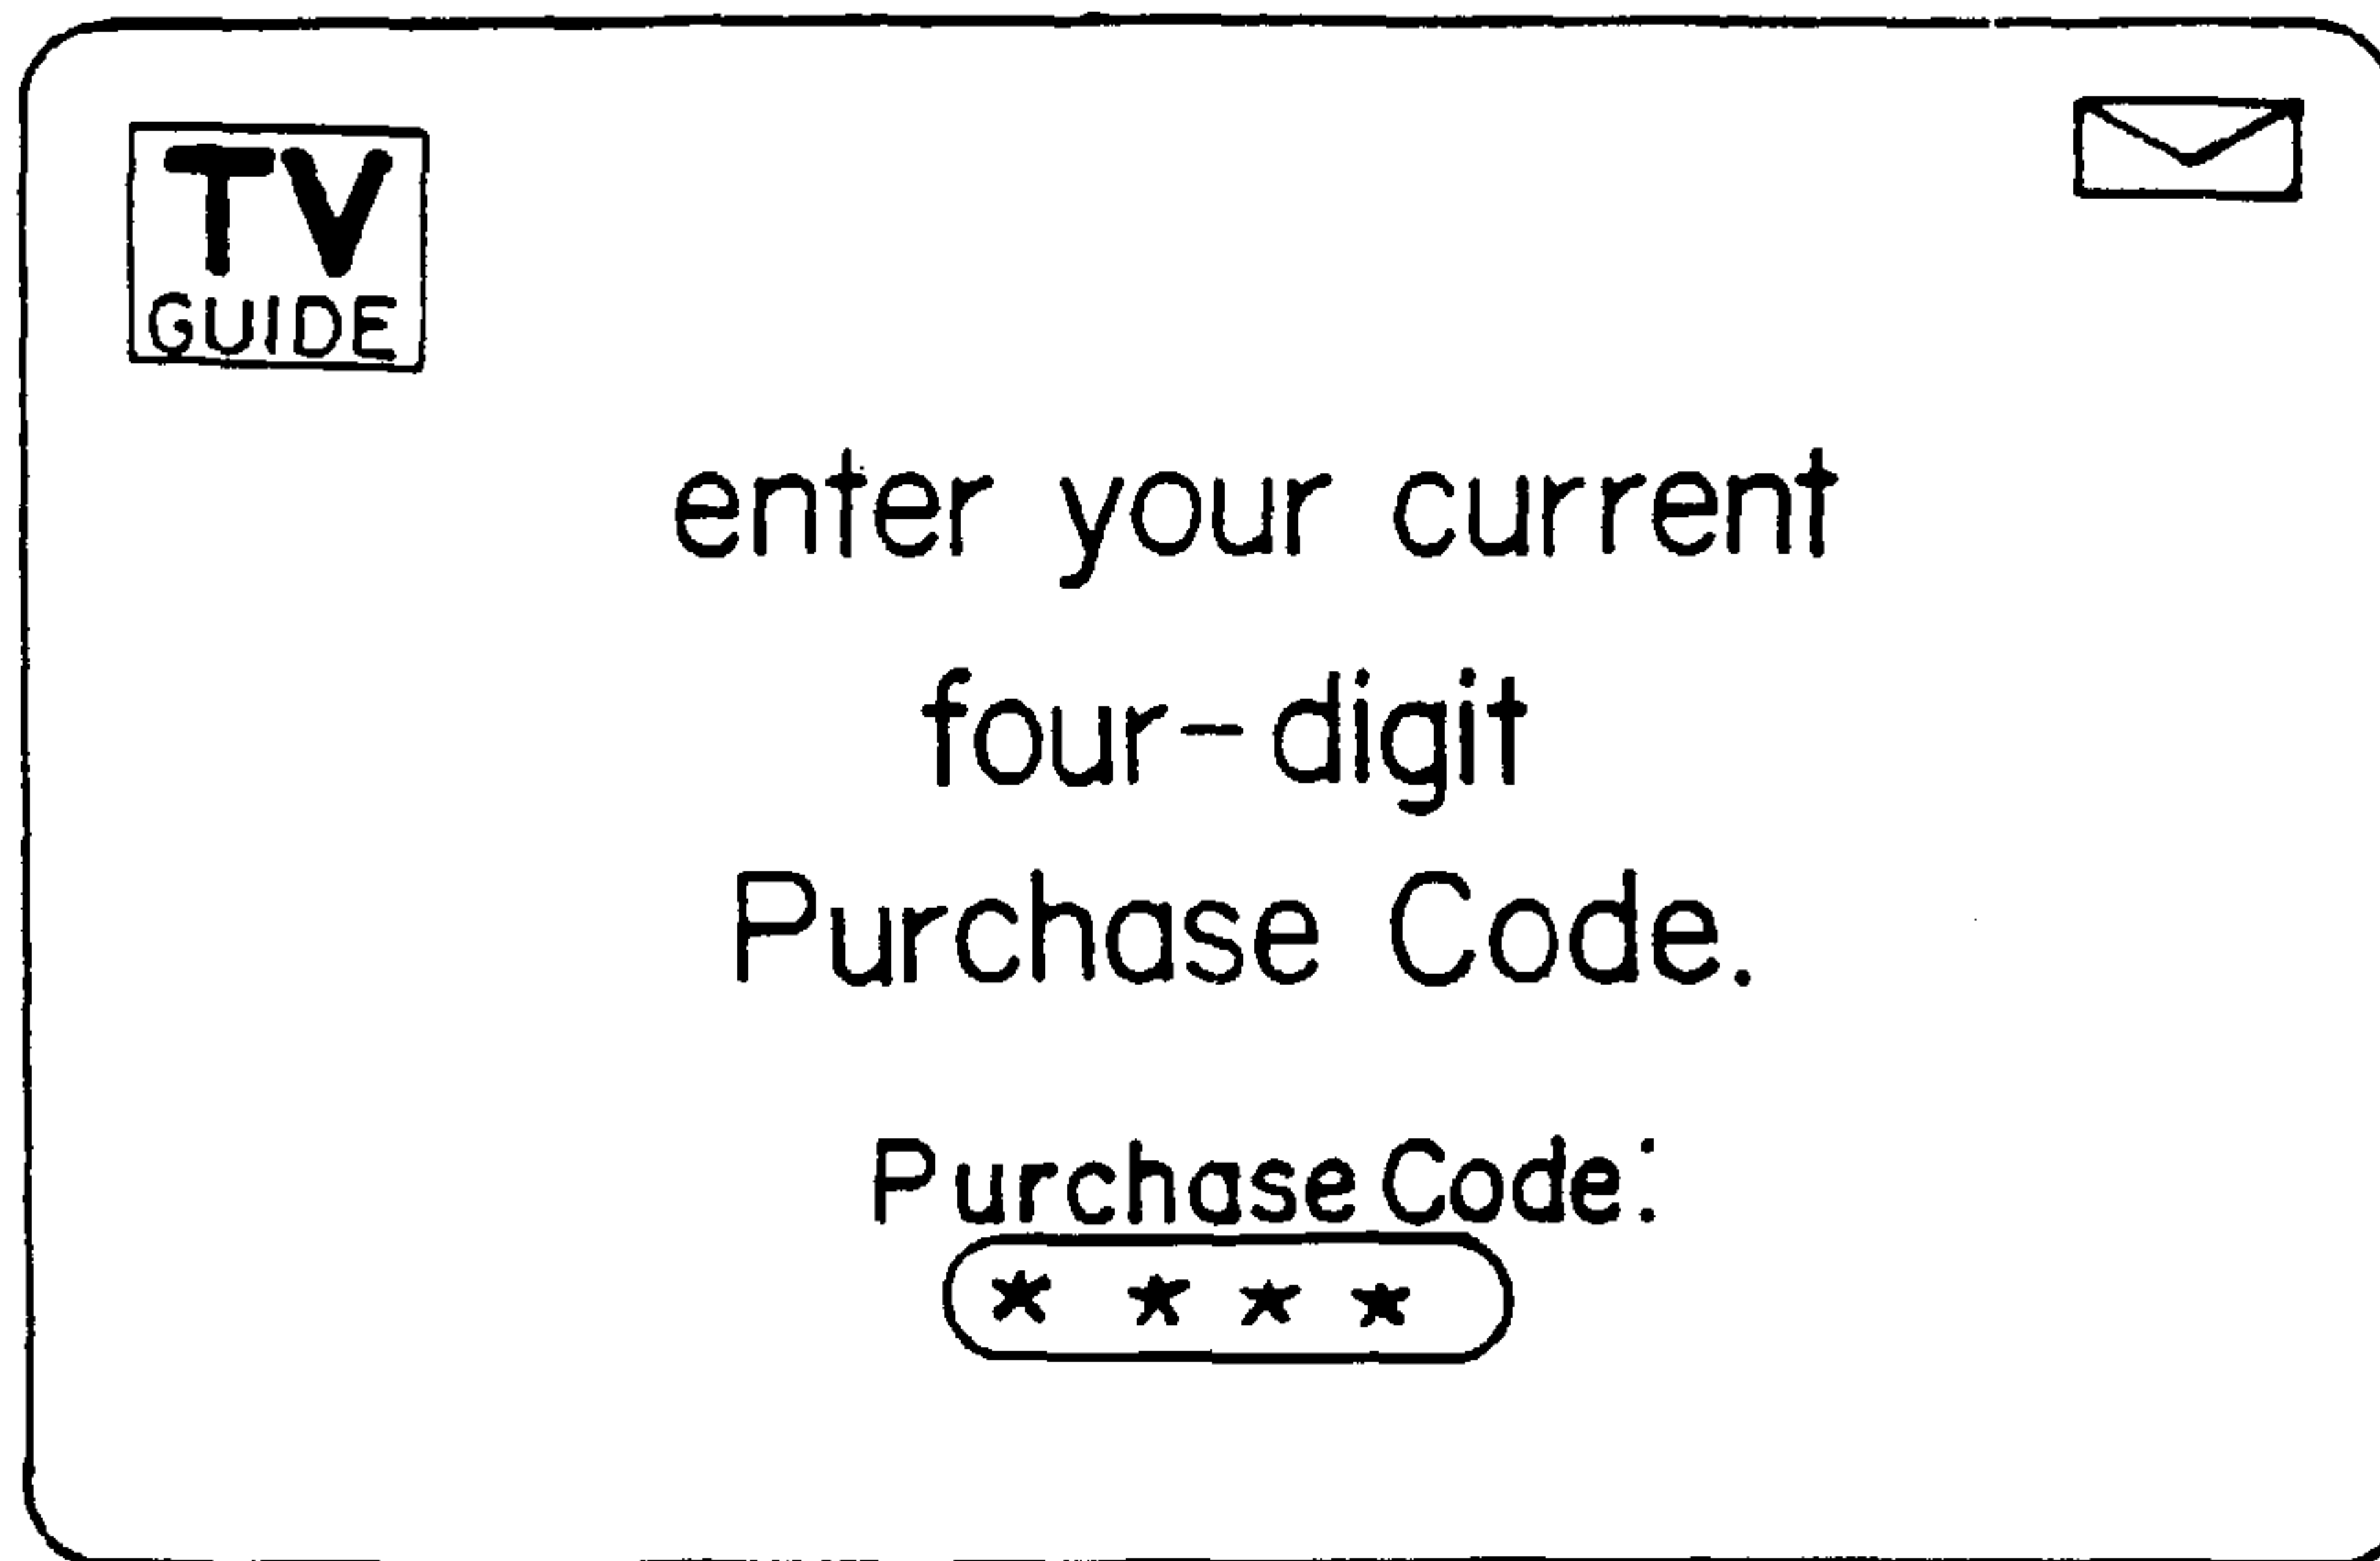 TV
GUIDE
enter your current
four-digit
Purchase Code.
Purchase Code:
* * * *